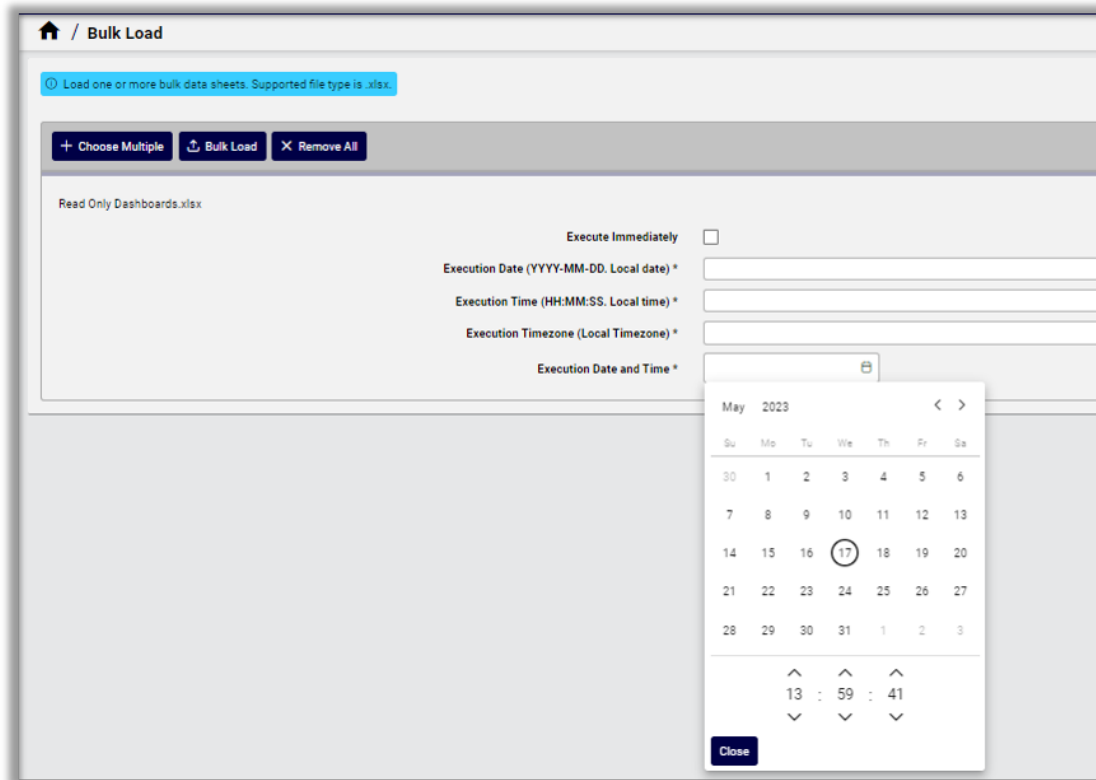 / Bulk Load
Load one or more bulk data sheets. Supported file type is .xlsx.
+ Choose Multiple Bulk Load X Remove All
Read Only Dashboards.xlsx
Execute Immediately
Execution Date (YYYY-MM-DD. Local date) *
Execution Time (HH:MM:SS. Local time) *
Execution Timezone (Local Timezone) *
Execution Date and Time *
May 2023 < >
Su Mo Tu We Th Fr Sa
30 1 2 3 4 5 6
7 8 9 10 11 12 13
14 15 16 17 18 19 20
21 22 23 24 25 26 27
28 29 30 31 1 2 3
13 : 59 : 41
Close